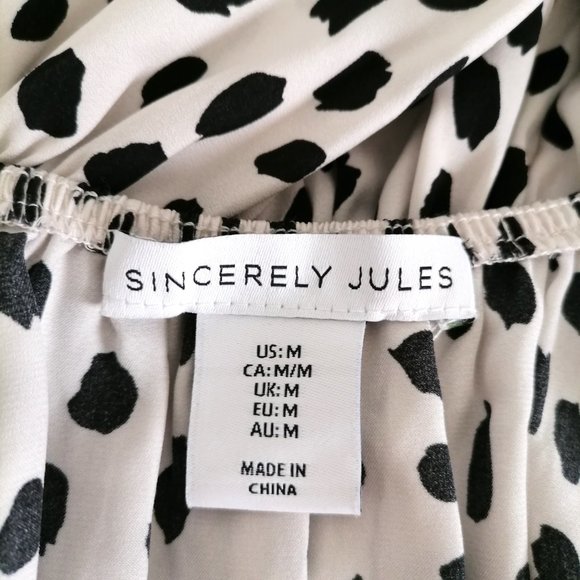 SINCERELY JULES
US: M
CA: M/M
UK: M
EU: M
AU: M
MADE IN
CHINA